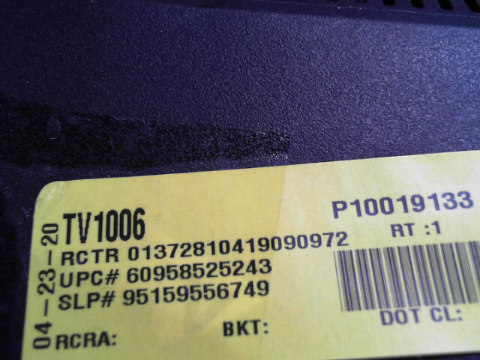 04-23-20
TV1006
P10019133
RCTR 01372810419090972
RT :1
UPC# 60958525243
SLP# 95159556749
RCRA:
BKT:
DOT CL: